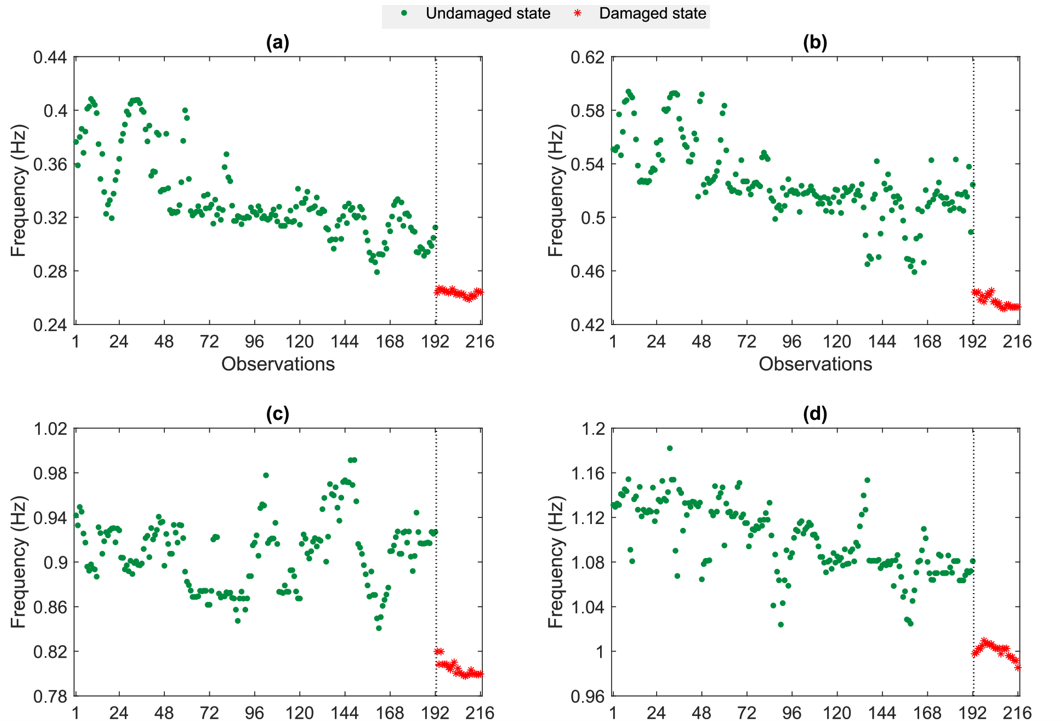 Undamaged state Damaged state
(a)
Frequency (Hz)
0.44
0.4
0.36
0.32
0.28
0.24
1 24 48 72 96 120 144 168 192 216
Observations
(b)
Frequency (Hz)
0.62
0.58
0.54
0.5
0.46
0.42
1 24 48 72 96 120 144 168 192 216
Observations
(c)
Frequency (Hz)
1.02
0.98
0.94
0.9
0.86
0.82
0.78
1 24 48 72 96 120 144 168 192 216
(d)
Frequency (Hz)
1.2
1.16
1.12
1.08
1.04
1
0.96
1 24 48 72 96 120 144 168 192 216